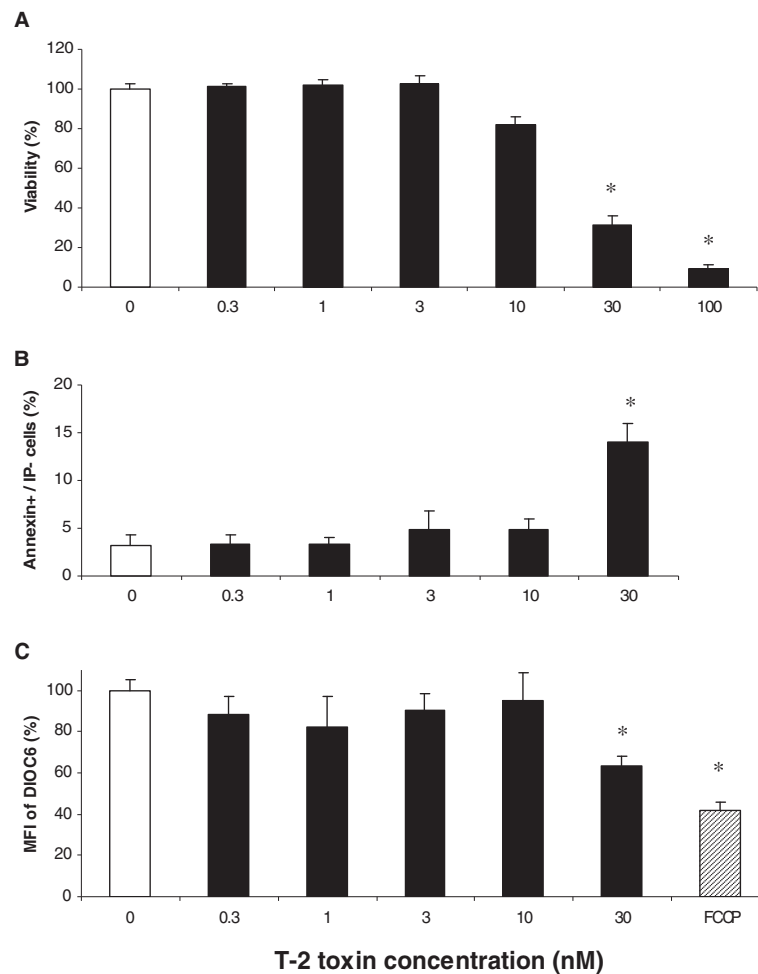 A
Viability (%)
120
100
80
60
40
20
0
*
*
0 0.3 1 3 10 30 100
B
Annexin+ / IP- cells (%)
20
15
10
5
0
*
0 0.3 1 3 10 30
C
MFI of DIOC6 (%)
100
80
60
40
20
0
*
*
0 0.3 1 3 10 30 FCCP
T-2 toxin concentration (nM)